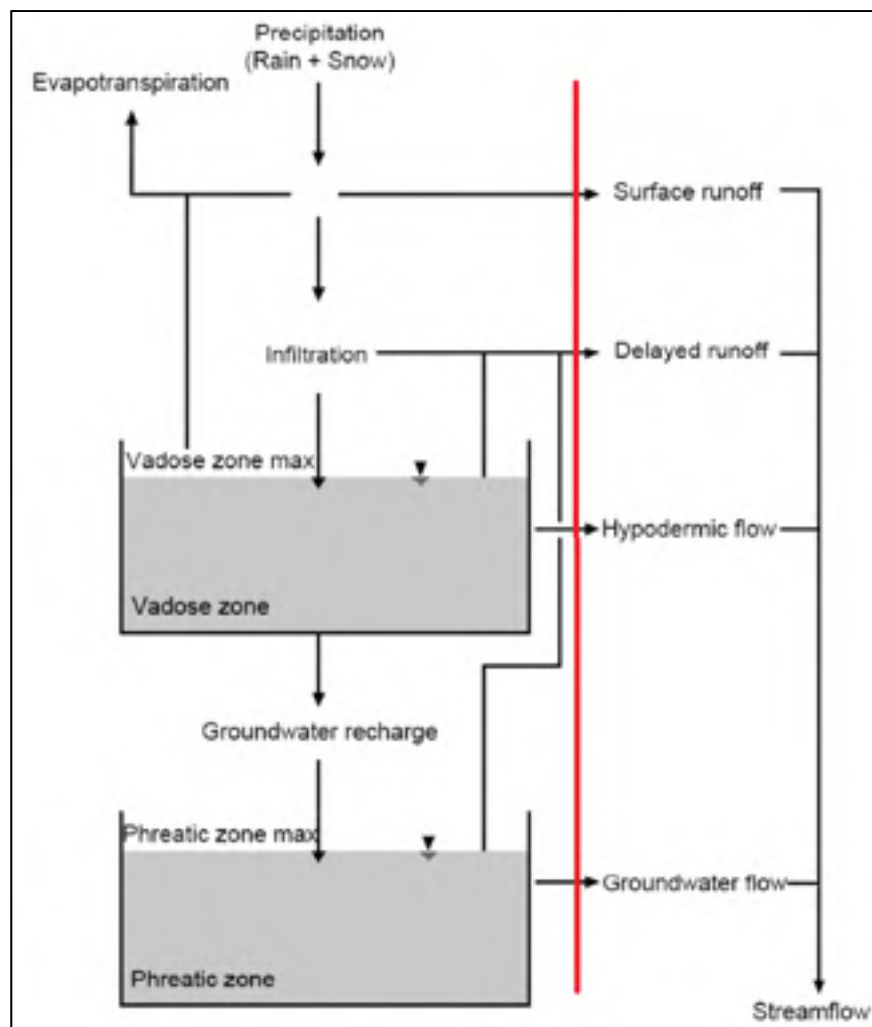 Precipitation
(Rain + Snow)
Evapotranspiration
Surface runoff
Infiltration
Delayed runoff
Vadose zone max
Hypodermic flow
Vadose zone
Groundwater recharge
Phreatic zone max
Groundwater flow
Phreatic zone
Streamflow